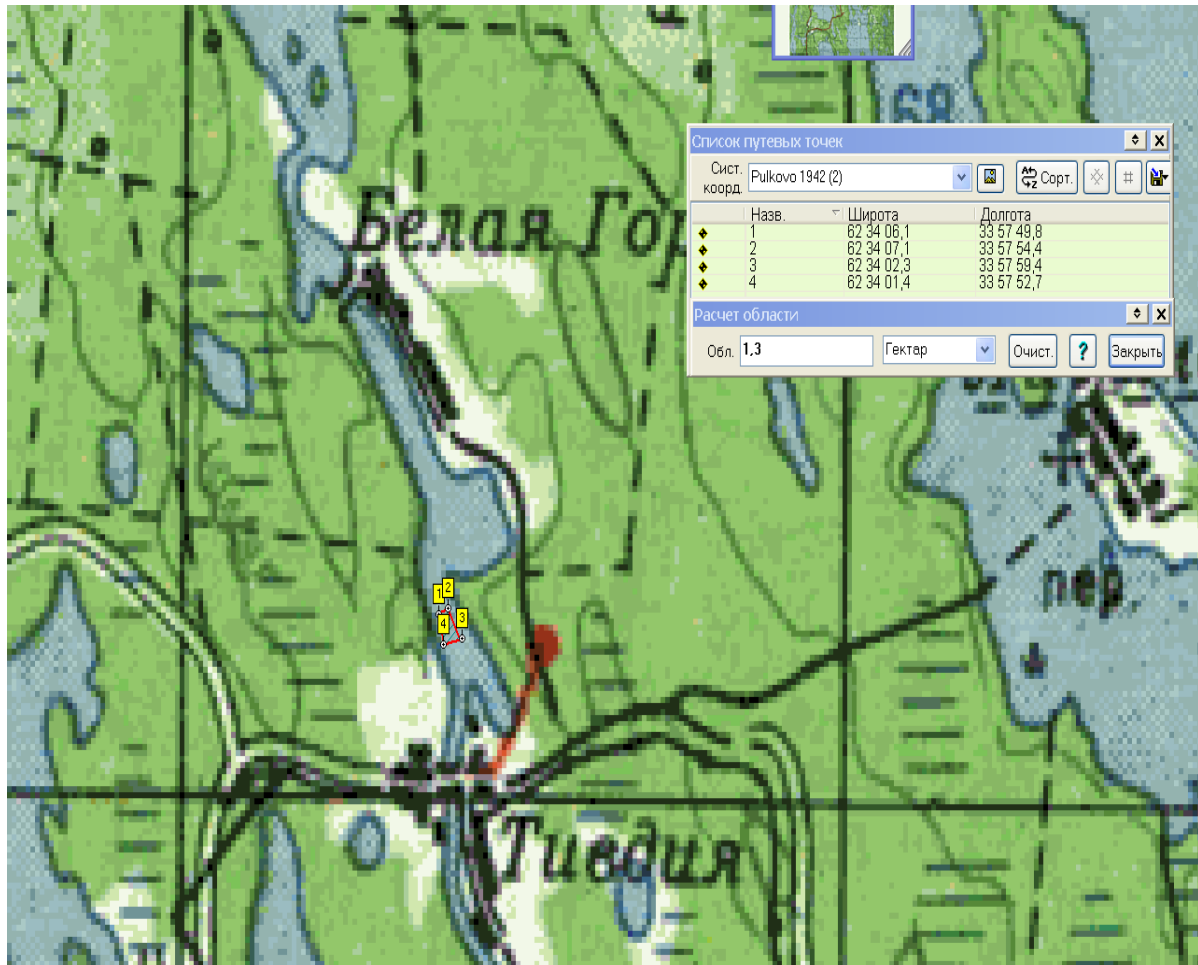 68
Список путевых точек
Сист. коорд. Pulkovo 1942 (2) Сорт.
Назв. Широта Долгота
1 62 34 06,1 33 57 49,8
2 62 34 07,1 33 57 54,4
3 62 34 02,3 33 57 59,4
4 62 34 01,4 33 57 52,7
Белая Гор
Расчет области
Обл. 1,3 Гектар Очист. ? Закрыть
пер.
1 2
4 3
Тивдия